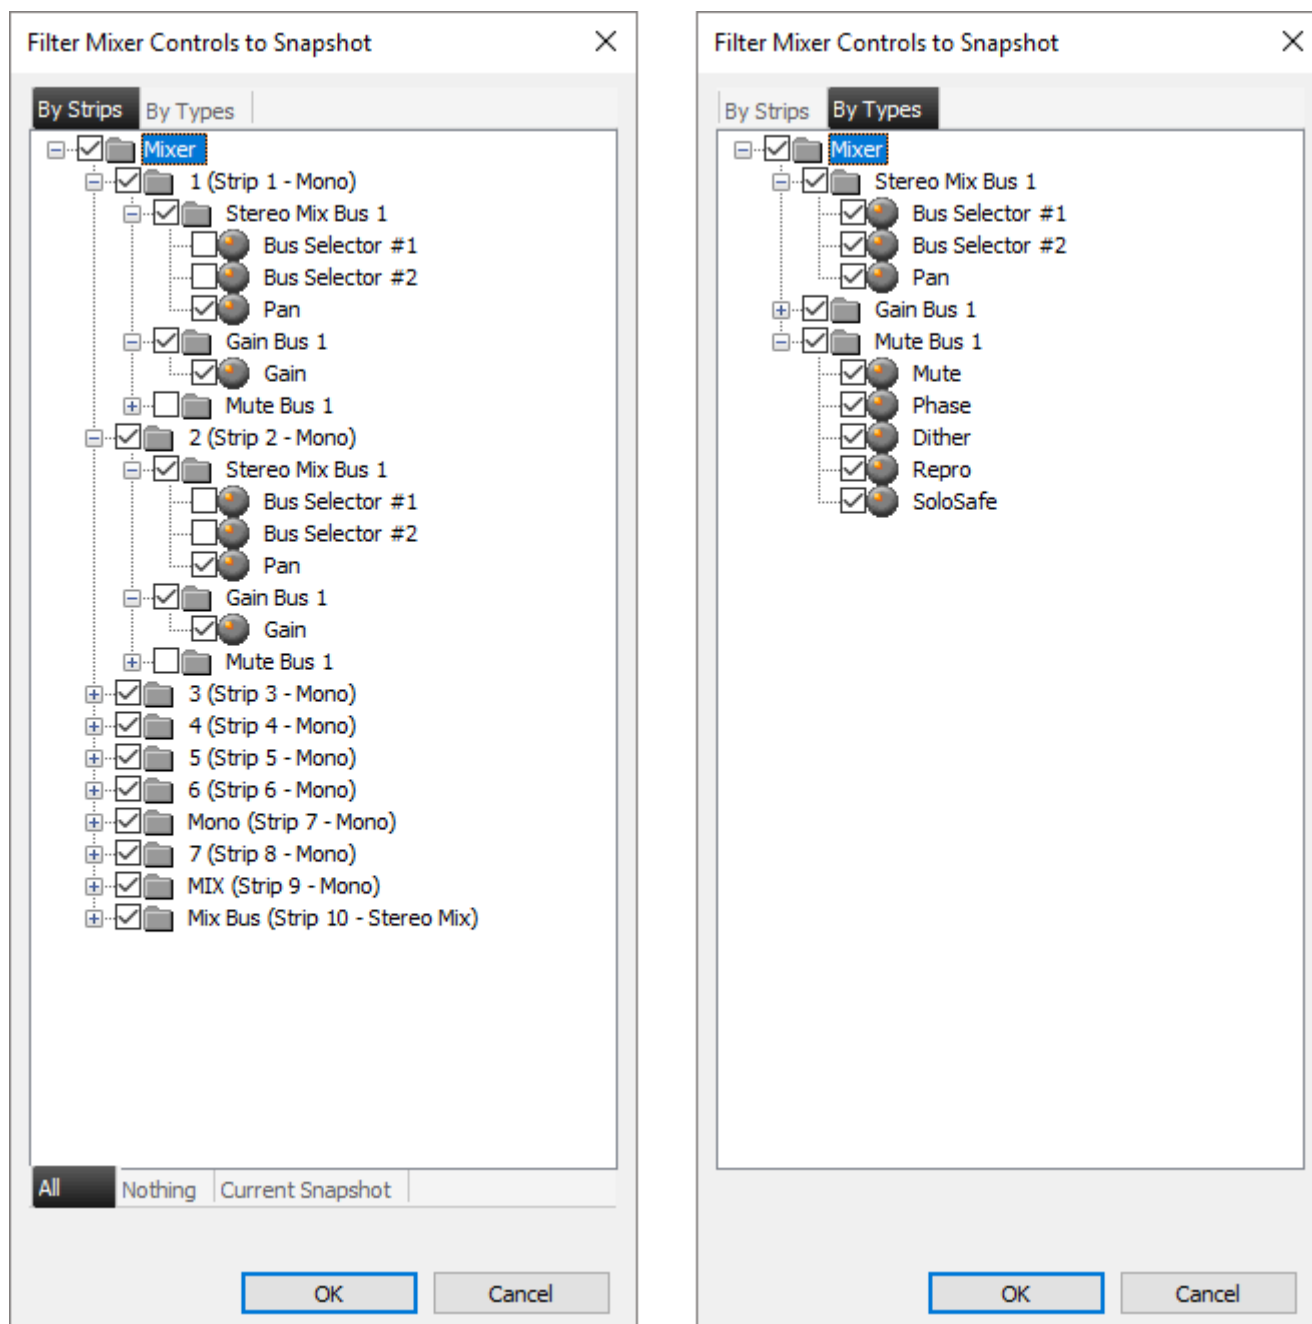 Filter Mixer Controls to Snapshot
By Strips By Types
Mixer
1 (Strip 1 - Mono)
Stereo Mix Bus 1
Bus Selector #1
Bus Selector #2
Pan
Gain Bus 1
Gain
Mute Bus 1
2 (Strip 2 - Mono)
Stereo Mix Bus 1
Bus Selector #1
Bus Selector #2
Pan
Gain Bus 1
Gain
Mute Bus 1
3 (Strip 3 - Mono)
4 (Strip 4 - Mono)
5 (Strip 5 - Mono)
6 (Strip 6 - Mono)
Mono (Strip 7 - Mono)
7 (Strip 8 - Mono)
MIX (Strip 9 - Mono)
Mix Bus (Strip 10 - Stereo Mix)
All Nothing Current Snapshot
OK Cancel
Filter Mixer Controls to Snapshot
By Strips By Types
Mixer
Stereo Mix Bus 1
Bus Selector #1
Bus Selector #2
Pan
Gain Bus 1
Mute Bus 1
Mute
Phase
Dither
Repro
SoloSafe
OK Cancel